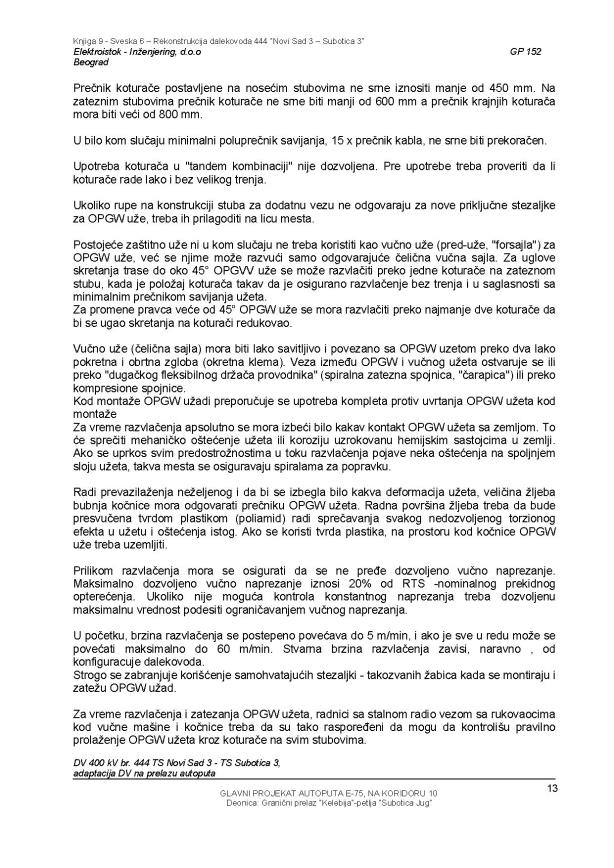 Knjiga 9 - Sveska 6 – Rekonstrukcija dalekovoda 444 "Novi Sad 3 – Subotica 3"
Elektroistok - Inženjering, d.o.o GP 152
Beograd
Prečnik koturače postavljene na nosećim stubovima ne srne iznositi manje od 450 mm. Na
zateznim stubovima prečnik koturače ne srne biti manji od 600 mm a prečnik krajnjih koturača
mora biti veći od 800 mm.
U bilo kom slučaju minimalni poluprečnik savijanja, 15 x prečnik kabla, ne srne biti prekoračen.
Upotreba koturača u "tandem kombinaciji" nije dozvoljena. Pre upotrebe treba proveriti da li
koturače rade lako i bez velikog trenja.
Ukoliko rupe na konstrukciji stuba za dodatnu vezu ne odgovaraju za nove priključne stezaljke
za OPGW uže, treba ih prilagoditi na licu mesta.
Postojeće zaštitno uže ni u kom slučaju ne treba koristiti kao vučno uže (pred-uže, "forsajla") za
OPGW uže, već se njime može razvući samo odgovarajuće čelična vučna sajla. Za uglove
skretanja trase do oko 45° OPGVV uže se može razvlačiti preko jedne koturače na zateznom
stubu, kada je položaj koturače takav da je osigurano razvlačenje bez trenja i u saglasnosti sa
minimalnim prečnikom savijanja užeta.
Za promene pravca veće od 45° OPGW uže se mora razvlačiti preko najmanje dve koturače da
bi se ugao skretanja na koturači redukovao.
Vučno uže (čelična sajla) mora biti lako savitljivo i povezano sa OPGW uzetom preko dva lako
pokretna i obrtna zgloba (okretna klema). Veza između OPGW i vučnog užeta ostvaruje se ili
preko "dugačkog fleksibilnog držača provodnika" (spiralna zatezna spojnica, "čarapica") ili preko
kompresione spojnice.
Kod montaže OPGW užadi preporučuje se upotreba kompleta protiv uvrtanja OPGW užeta kod
montaže
Za vreme razvlačenja apsolutno se mora izbeći bilo kakav kontakt OPGW užeta sa zemljom. To
će sprečiti mehaničko oštećenje užeta ili koroziju uzrokovanu hemijskim sastojcima u zemlji.
Ako se uprkos svim predostrožnostima u toku razvlačenja pojave neka oštećenja na spoljnjem
sloju užeta, takva mesta se osiguravaju spiralama za popravku.
Radi prevazilaženja neželjenog i da bi se izbegla bilo kakva deformacija užeta, veličina žljeba
bubnja kočnice mora odgovarati prečniku OPGW užeta. Radna površina žljeba treba da bude
presvučena tvrdom plastikom (poliamid) radi sprečavanja svakog nedozvoljenog torzionog
efekta u užetu i oštećenja istog. Ako se koristi tvrda plastika, na prostoru kod kočnice OPGW
uže treba uzemljiti.
Prilikom razvlačenja mora se osigurati da se ne pređe dozvoljeno vučno naprezanje.
Maksimalno dozvoljeno vučno naprezanje iznosi 20% od RTS -nominalnog prekidnog
opterećenja. Ukoliko nije moguća kontrola konstantnog naprezanja treba dozvoljenu
maksimalnu vrednost podesiti ograničavanjem vučnog naprezanja.
U početku, brzina razvlačenja se postepeno povećava do 5 m/min, i ako je sve u redu može se
povećati maksimalno do 60 m/min. Stvarna brzina razvlačenja zavisi, naravno , od
konfiguracuje dalekovoda.
Strogo se zabranjuje korišćenje samohvatajućih stezaljki - takozvanih žabica kada se montiraju i
zatežu OPGW užad.
Za vreme razvlačenja i zatezanja OPGW užeta, radnici sa stalnom radio vezom sa rukovaocima
kod vučne mašine i kočnice treba da su tako raspoređeni da mogu da kontrolišu pravilno
prolaženje OPGW užeta kroz koturače na svim stubovima.
DV 400 kV br. 444 TS Novi Sad 3 - TS Subotica 3,
adaptacija DV na prelazu autoputa
13
GLAVNI PROJEKAT AUTOPUTA E-75, NA KORIDORU 10
Deonica: Granični prelaz "Kelebija"-petlja "Subotica Jug"